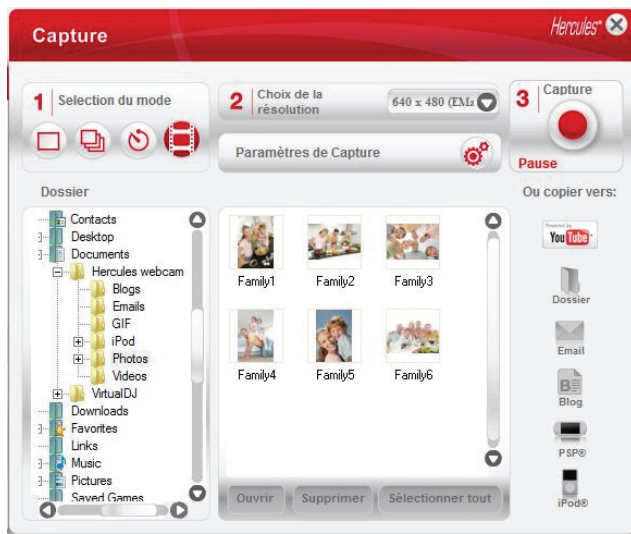 Capture
Hercules
1 Selection du mode
2 Choix de la
résolution
640 x 480 (EMa
3 Capture
Pause
Paramètres de Capture
Dossier
Ou copier vers:
Contacts
Desktop
Documents
Hercules webcam
Blogs
Emails
GIF
iPod
Photos
Videos
VirtualDJ
Downloads
Favorites
Links
Music
Pictures
Saved Games
Family1
Family2
Family3
Family4
Family5
Family6
Ouvrir
Supprimer
Sélectionner tout
Powered by
YouTube
Dossier
Email
B
Blog
PSP®
iPod®